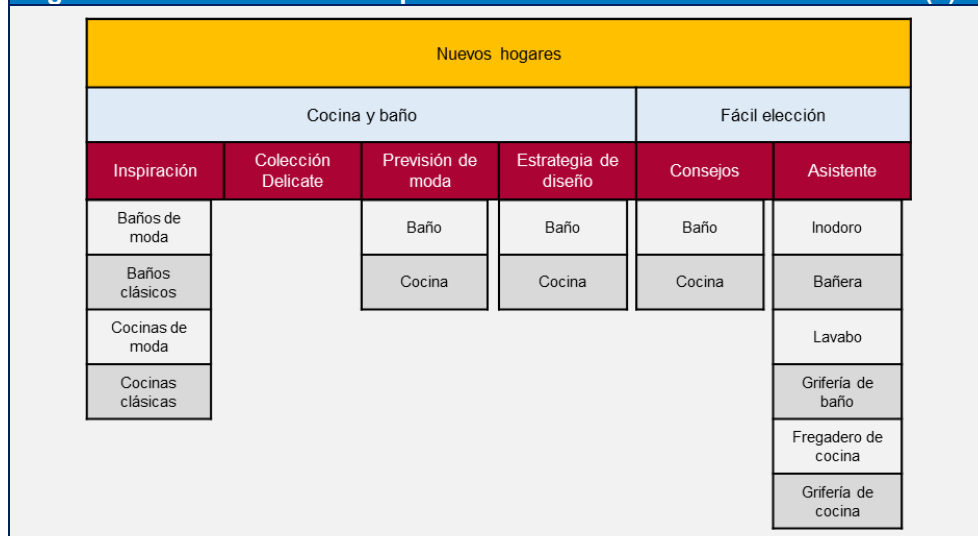 Nuevos hogares
Cocina y baño
Fácil elección
Inspiración
Colección
Delicate
Previsión de
moda
Estrategia de
diseño
Consejos
Asistente
Baños de
moda
Baño
Baño
Baño
Inodoro
Baños
clásicos
Cocina
Cocina
Cocina
Bañera
Cocinas de
moda
Lavabo
Cocinas
clásicas
Grifería de
baño
Fregadero de
cocina
Grifería de
cocina